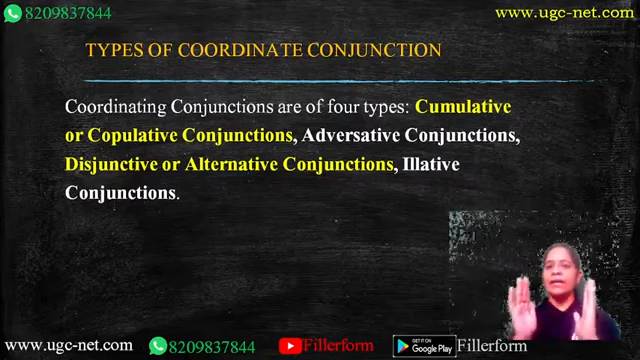 8209837844
www.ugc-net.com
TYPES OF COORDINATE CONJUNCTION
Coordinating Conjunctions are of four types: Cumulative
or Copulative Conjunctions, Adversative Conjunctions,
Disjunctive or Alternative Conjunctions, Illative
Conjunctions.
www.ugc-net.com
8209837844
Fillerform
GET IT ON
Google Play
Fillerform